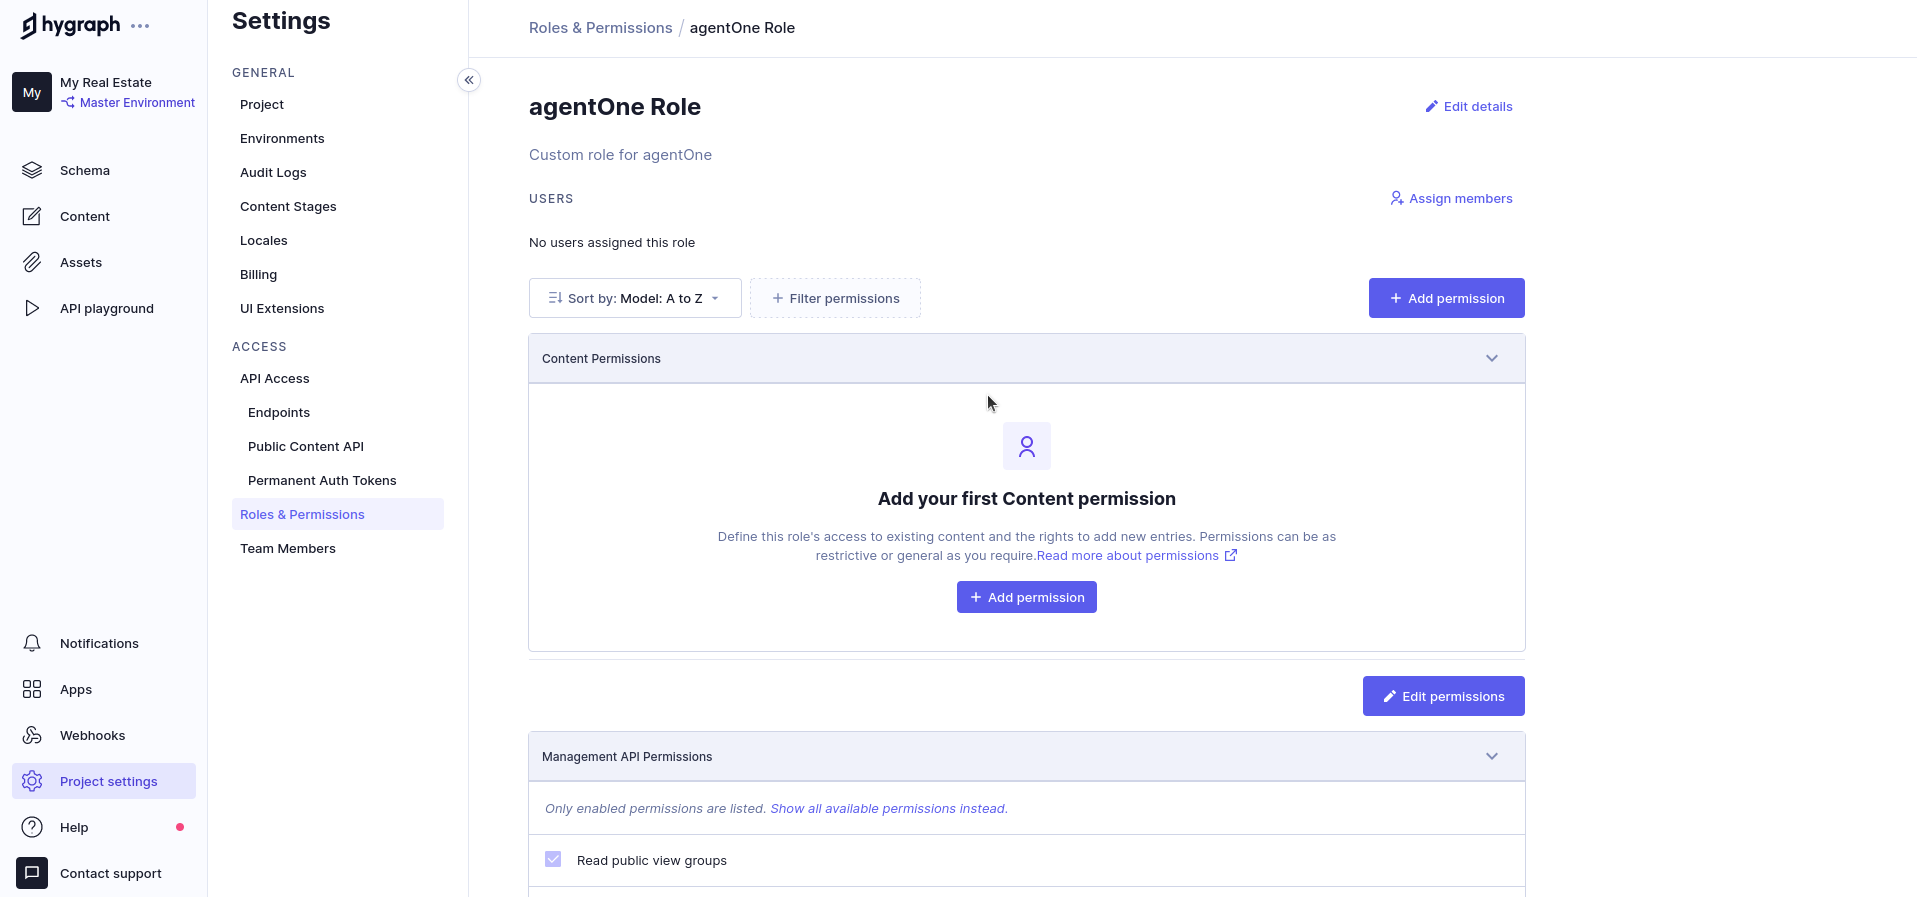 hygraph
My
My Real Estate
Master Environment
Schema
Content
Assets
API playground
Notifications
Apps
Webhooks
Project settings
Help
Contact support
Settings
GENERAL
Project
Environments
Audit Logs
Content Stages
Locales
Billing
UI Extensions
ACCESS
API Access
Endpoints
Public Content API
Permanent Auth Tokens
Roles & Permissions
Team Members
Roles & Permissions / agentOne Role
agentOne Role
Edit details
Custom role for agentOne
USERS
Assign members
No users assigned this role
Sort by: Model: A to Z
Filter permissions
Add permission
Content Permissions
Add your first Content permission
Define this role's access to existing content and the rights to add new entries. Permissions can be as
restrictive or general as you require.Read more about permissions
Add permission
Edit permissions
Management API Permissions
Only enabled permissions are listed. Show all available permissions instead.
Read public view groups